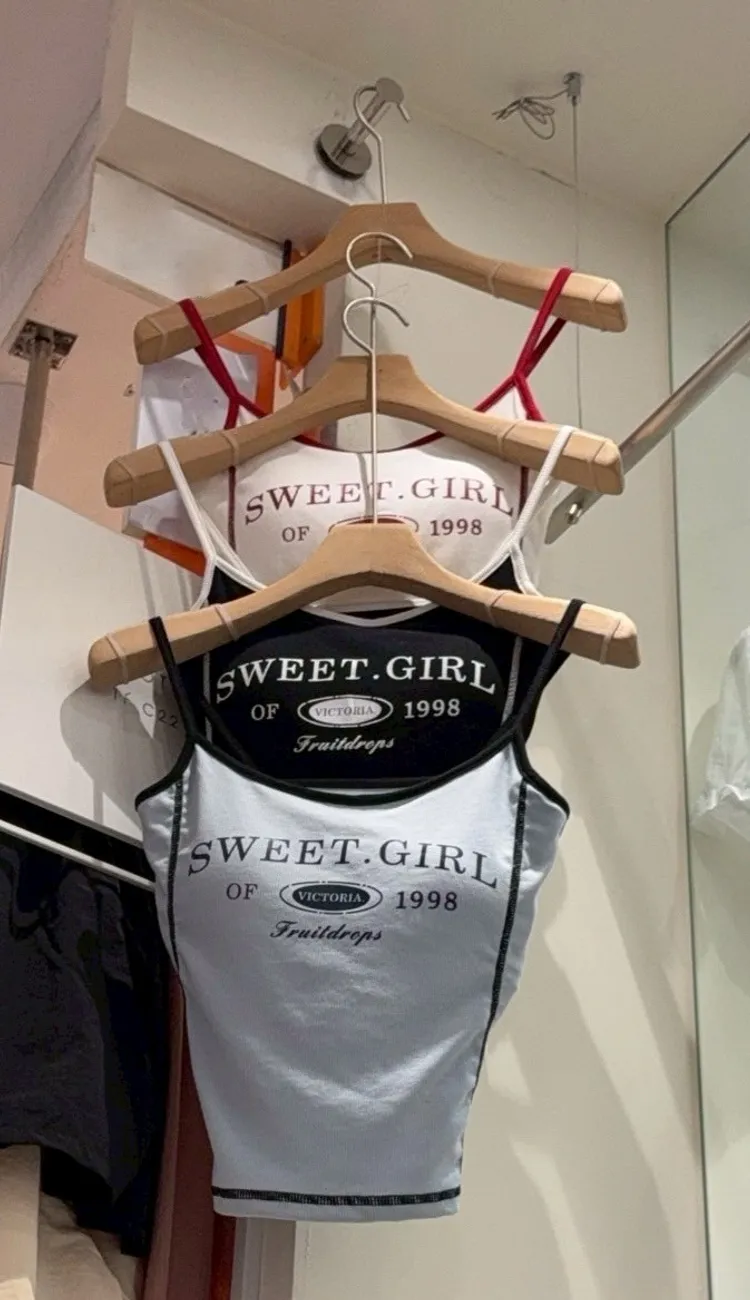 SWEET.GIRL
OF 1998
SWEET.GIRL
OF VICTORIA 1998
Fruitdrops
SWEET.GIRL
OF VICTORIA 1998
Fruitdrops